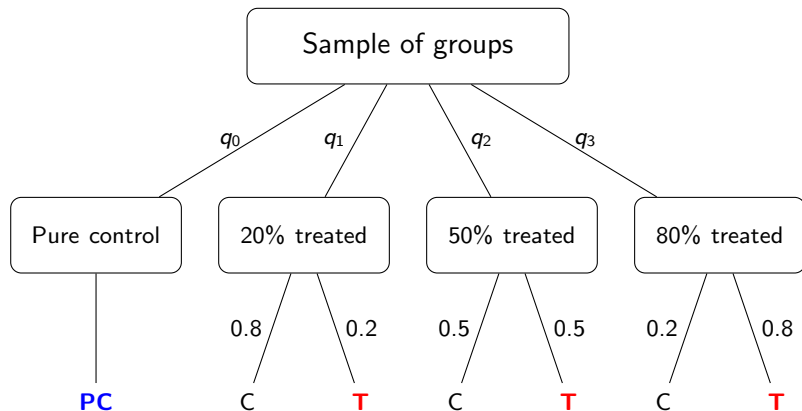 Sample of groups
q0 q1 q2 q3
Pure control 20% treated 50% treated 80% treated
0.8 0.2 0.5 0.5 0.2 0.8
PC C T C T C T